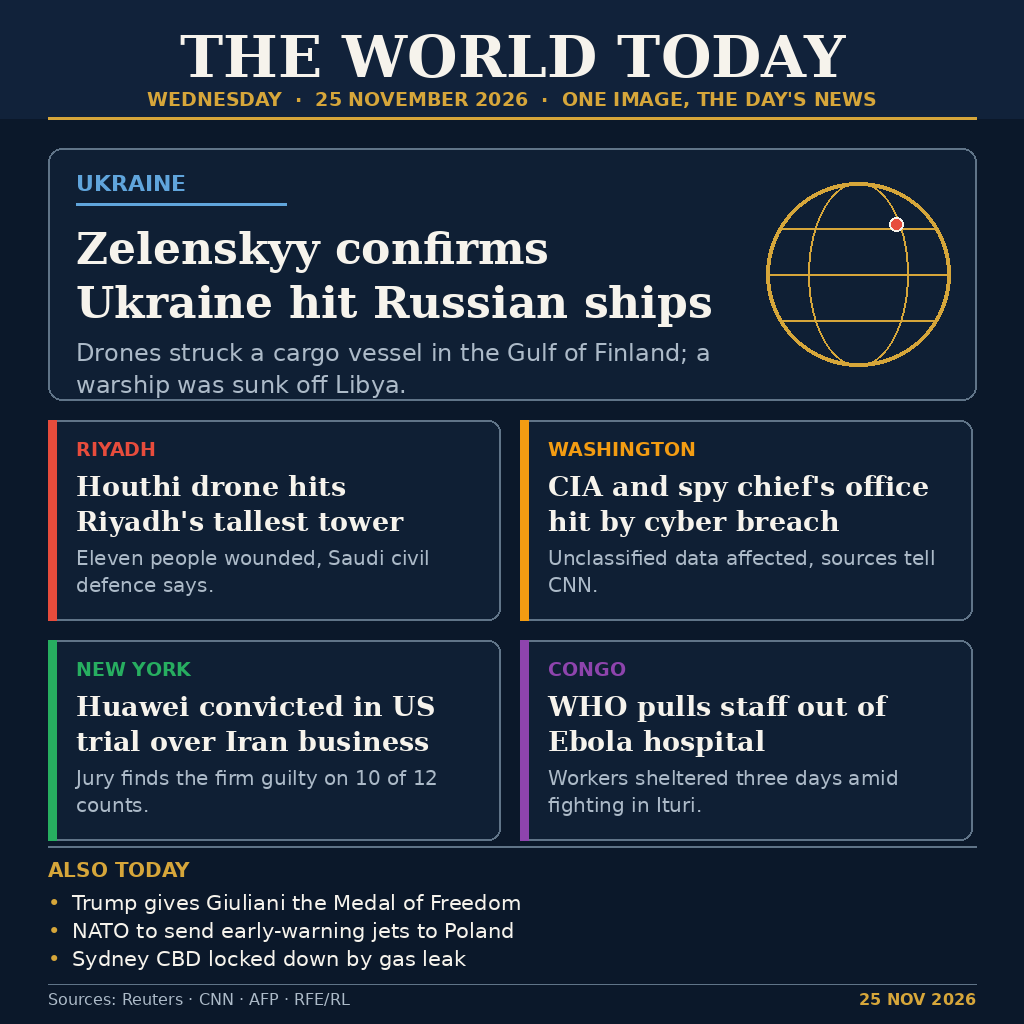 THE WORLD TODAY
WEDNESDAY · 25 NOVEMBER 2026 · ONE IMAGE, THE DAY'S NEWS
UKRAINE
Zelenskyy confirms
Ukraine hit Russian ships
Drones struck a cargo vessel in the Gulf of Finland; a
warship was sunk off Libya.
RIYADH
Houthi drone hits
Riyadh's tallest tower
Eleven people wounded, Saudi civil
defence says.
WASHINGTON
CIA and spy chief's office
hit by cyber breach
Unclassified data affected, sources tell
CNN.
NEW YORK
Huawei convicted in US
trial over Iran business
Jury finds the firm guilty on 10 of 12
counts.
CONGO
WHO pulls staff out of
Ebola hospital
Workers sheltered three days amid
fighting in Ituri.
ALSO TODAY
• Trump gives Giuliani the Medal of Freedom
• NATO to send early-warning jets to Poland
• Sydney CBD locked down by gas leak
Sources: Reuters · CNN · AFP · RFE/RL
25 NOV 2026